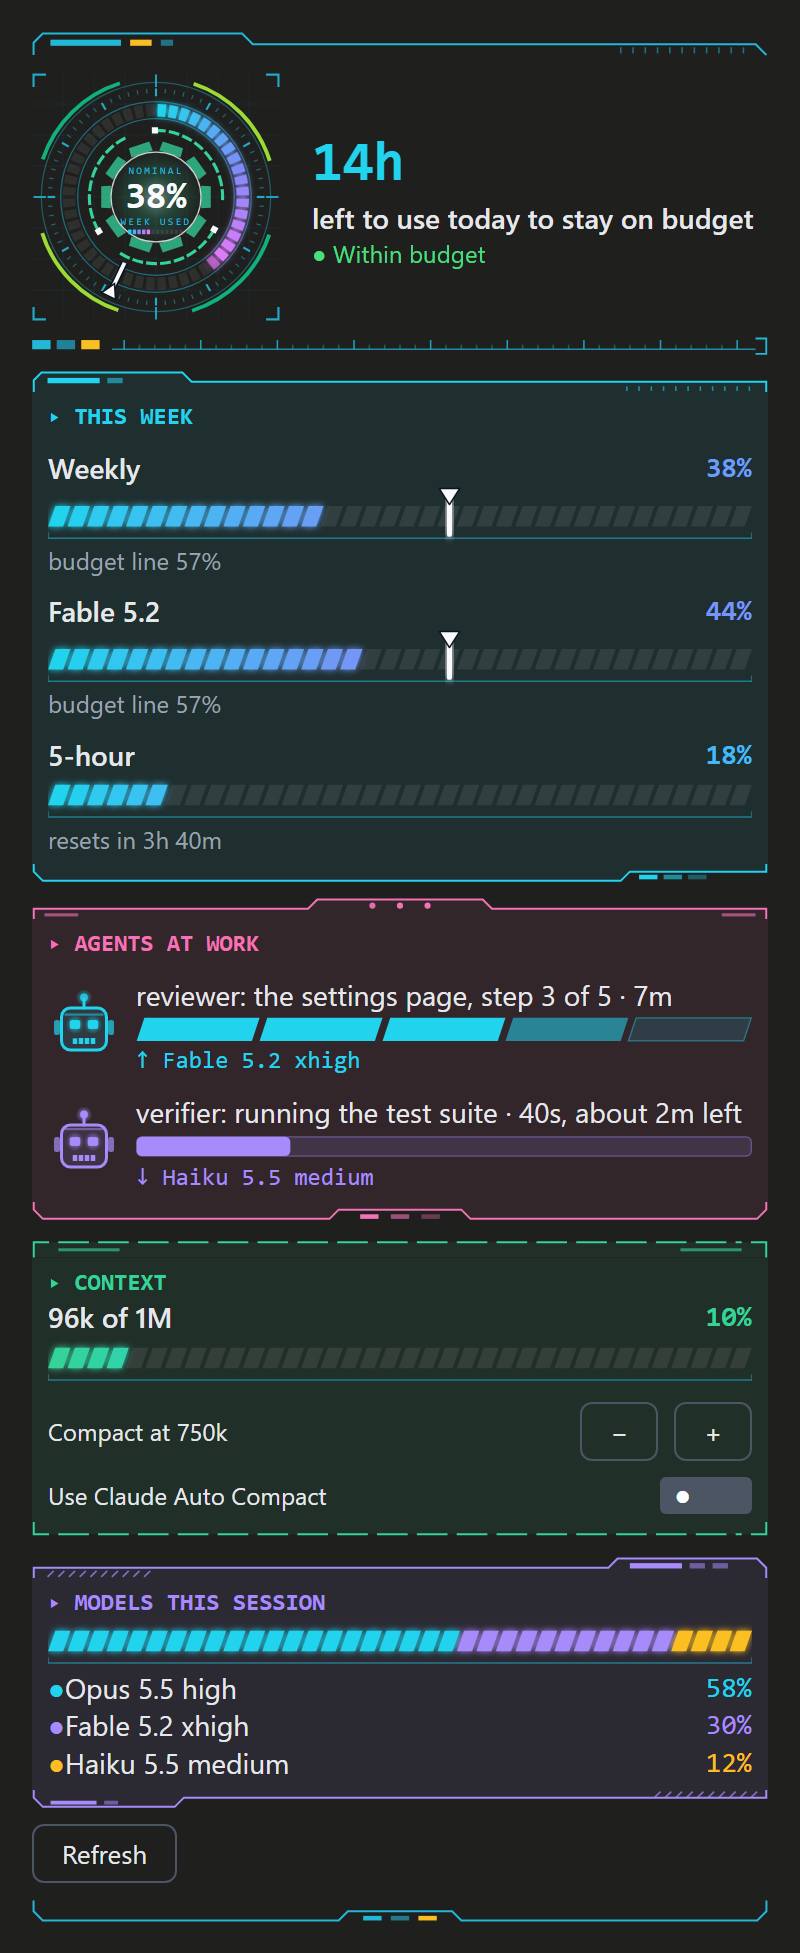 NOMINAL
38%
WEEK USED
14h
left to use today to stay on budget
Within budget
THIS WEEK
Weekly 38%
budget line 57%
Fable 5.2 44%
budget line 57%
5-hour 18%
resets in 3h 40m
AGENTS AT WORK
reviewer: the settings page, step 3 of 5 · 7m
↑ Fable 5.2 xhigh
verifier: running the test suite · 40s, about 2m left
↓ Haiku 5.5 medium
CONTEXT
96k of 1M 10%
Compact at 750k − +
Use Claude Auto Compact
MODELS THIS SESSION
Opus 5.5 high 58%
Fable 5.2 xhigh 30%
Haiku 5.5 medium 12%
Refresh